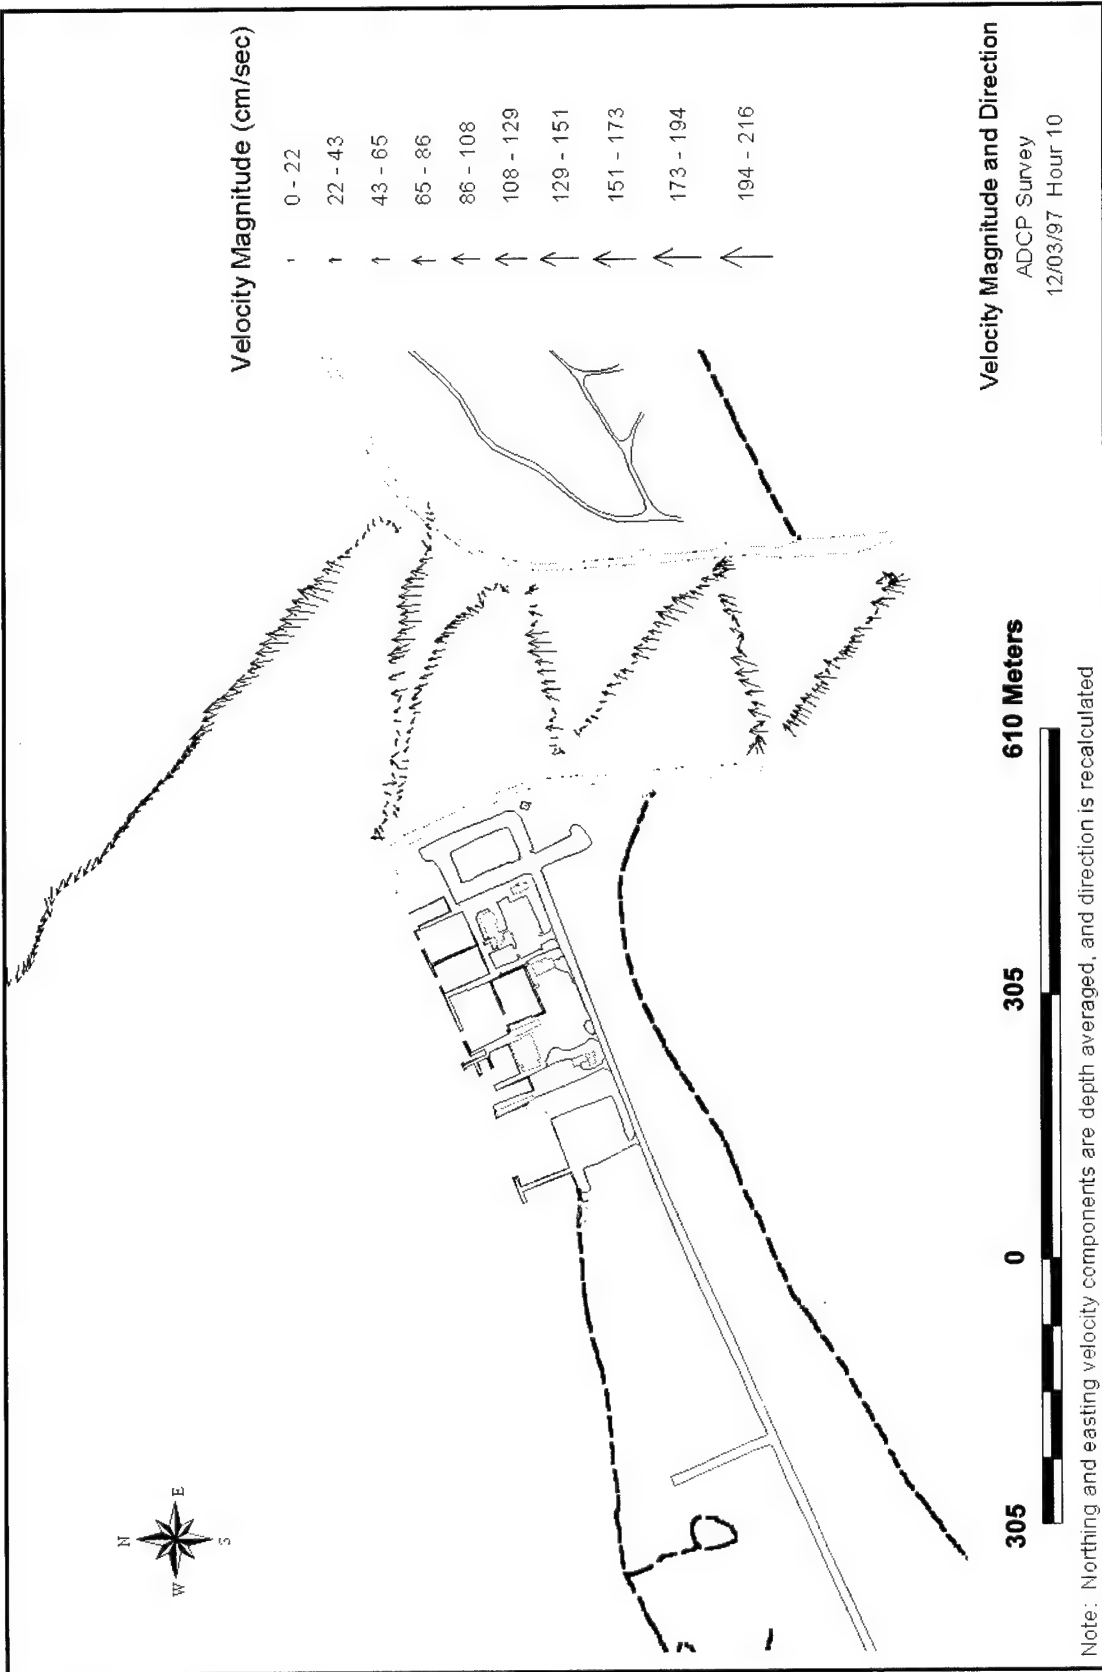 Velocity Magnitude (cm/sec)
0 - 22
22 - 43
43 - 65
65 - 86
86 - 108
108 - 129
129 - 151
151 - 173
173 - 194
194 - 216
N
W E
S
Velocity Magnitude and Direction
ADCP Survey
12/03/97 Hour 10
305 0 305 610 Meters
Note: Northing and easting velocity components are depth averaged, and direction is recalculated